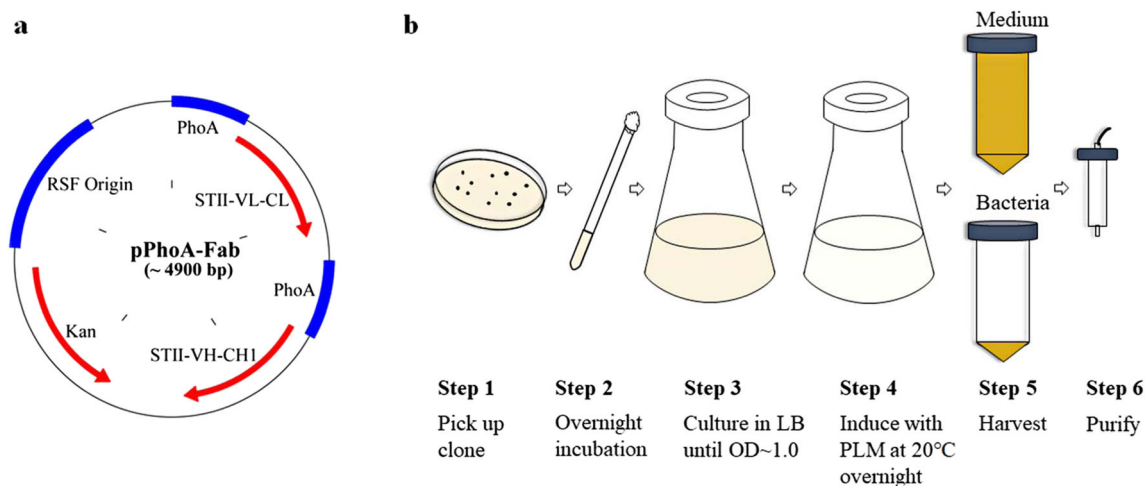 a
PhoA
RSF Origin
STII-VL-CL
pPhoA-Fab
(~ 4900 bp)
PhoA
Kan
STII-VH-CH1
b
Medium
Bacteria
Step 1
Pick up
clone
Step 2
Overnight
incubation
Step 3
Culture in LB
until OD~1.0
Step 4
Induce with
PLM at 20°C
overnight
Step 5
Harvest
Step 6
Purify